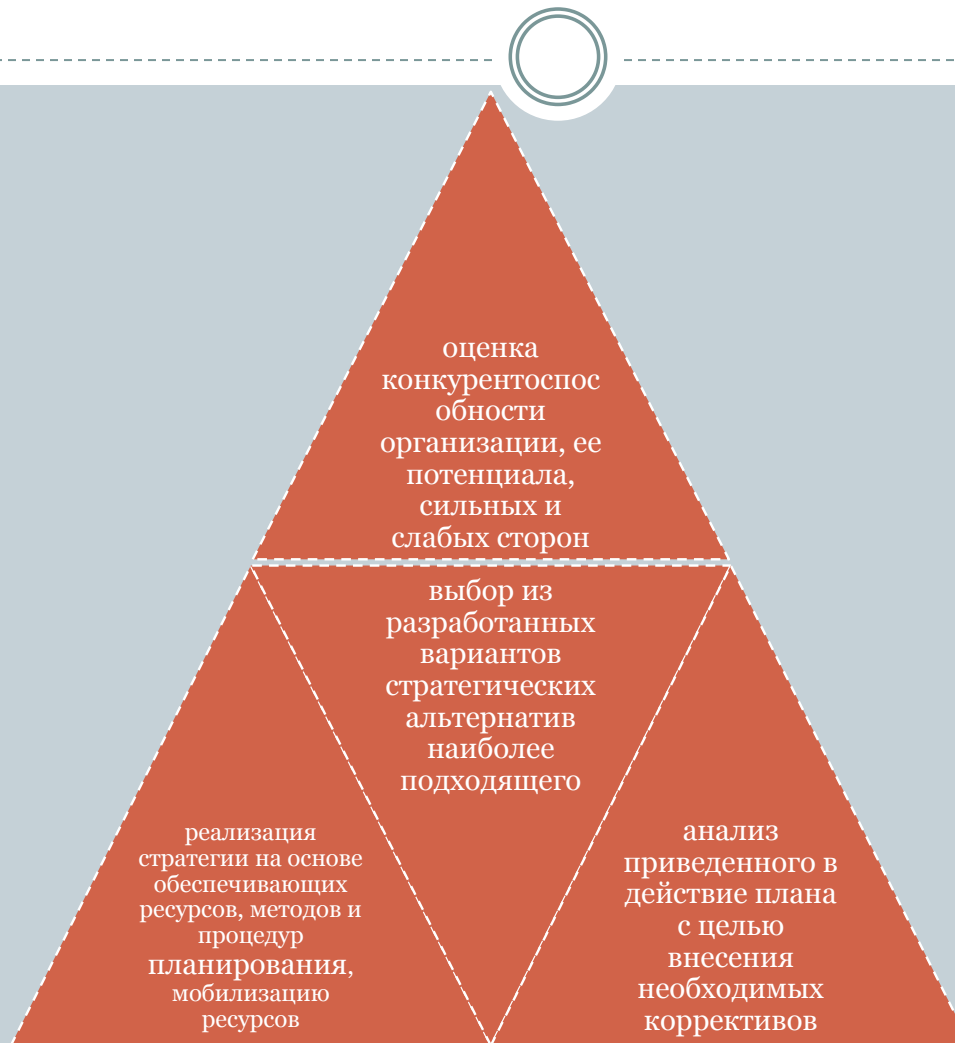 оценка
конкурентоспос
обности
организации, ее
потенциала,
сильных и
слабых сторон
выбор из
разработанных
вариантов
стратегических
альтернатив
наиболее
подходящего
реализация
стратегии на основе
обеспечивающих
ресурсов, методов и
процедур
планирования,
мобилизацию
ресурсов
анализ
приведенного в
действие плана
с целью
внесения
необходимых
коррективов